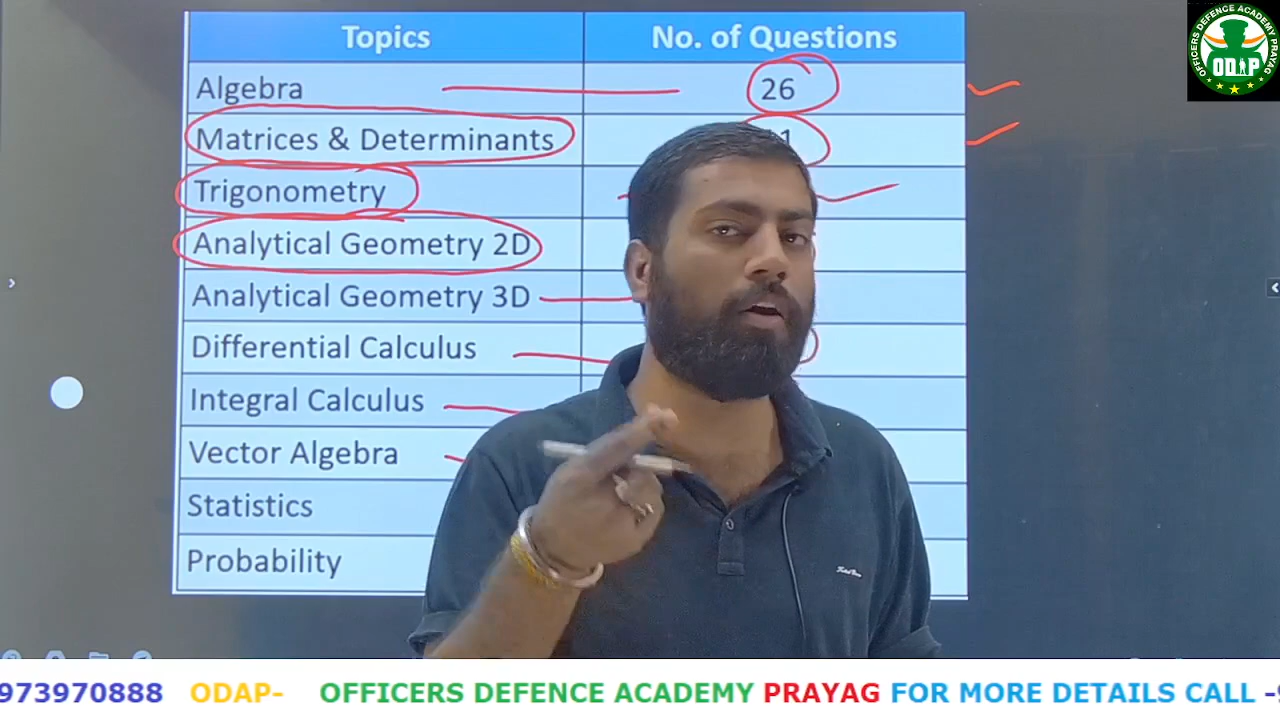 Topics No. of Questions
Algebra 26
Matrices & Determinants
Trigonometry
Analytical Geometry 2D
Analytical Geometry 3D
Differential Calculus
Integral Calculus
Vector Algebra
Statistics
Probability
OFFICERS DEFENCE ACADEMY PRAYAG
ODAP
973970888 ODAP- OFFICERS DEFENCE ACADEMY PRAYAG FOR MORE DETAILS CALL -9